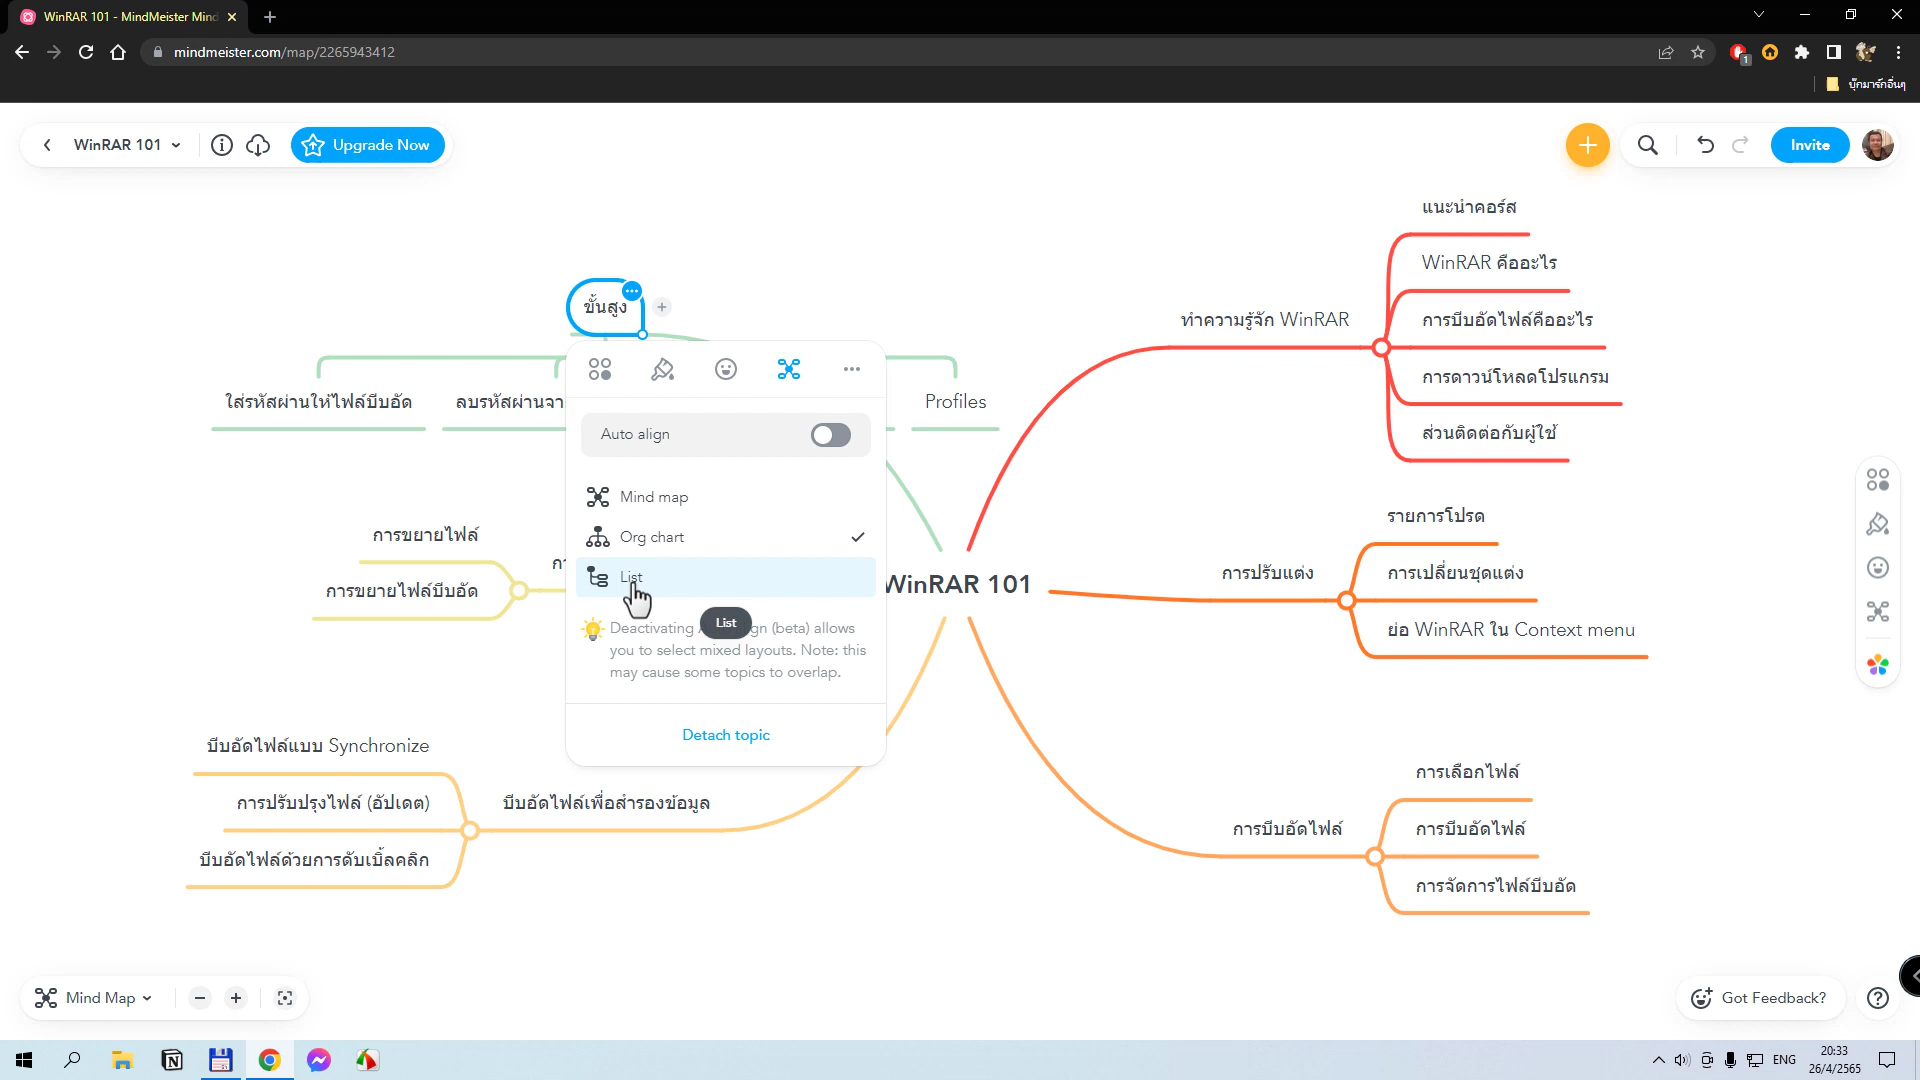 WinRAR 101 - MindMeister Mind
mindmeister.com/map/2265943412
1
บุ๊กมาร์กอื่นๆ
WinRAR 101
Upgrade Now
Invite
แนะนำคอร์ส
WinRAR คืออะไร
ทำความรู้จัก WinRAR
การบีบอัดไฟล์คืออะไร
การดาวน์โหลดโปรแกรม
ส่วนติดต่อกับผู้ใช้
ขั้นสูง
ใส่รหัสผ่านให้ไฟล์บีบอัด
ลบรหัสผ่านจา
Profiles
Auto align
Mind map
Org chart
List
List
Deactivating
gn (beta) allows
you to select mixed layouts. Note: this
may cause some topics to overlap.
Detach topic
การขยายไฟล์
การขยายไฟล์บีบอัด
กา
WinRAR 101
รายการโปรด
การปรับแต่ง
การเปลี่ยนชุดแต่ง
ย่อ WinRAR ใน Context menu
บีบอัดไฟล์แบบ Synchronize
การปรับปรุงไฟล์ (อัปเดต)
บีบอัดไฟล์เพื่อสำรองข้อมูล
บีบอัดไฟล์ด้วยการดับเบิ้ลคลิก
การเลือกไฟล์
การบีบอัดไฟล์
การบีบอัดไฟล์
การจัดการไฟล์บีบอัด
Mind Map
Got Feedback?
ENG
20:33
26/4/2565